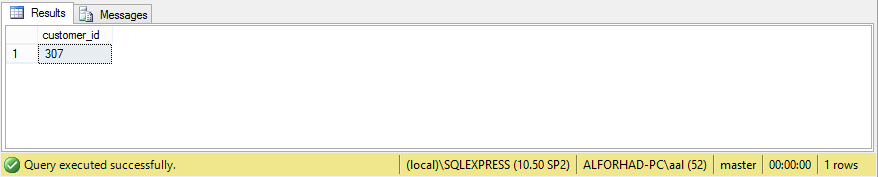 Results Messages
customer_id
1 307
Query executed successfully. (local)\SQLEXPRESS (10.50 SP2) ALFORHAD-PC\aal (52) master 00:00:00 1 rows